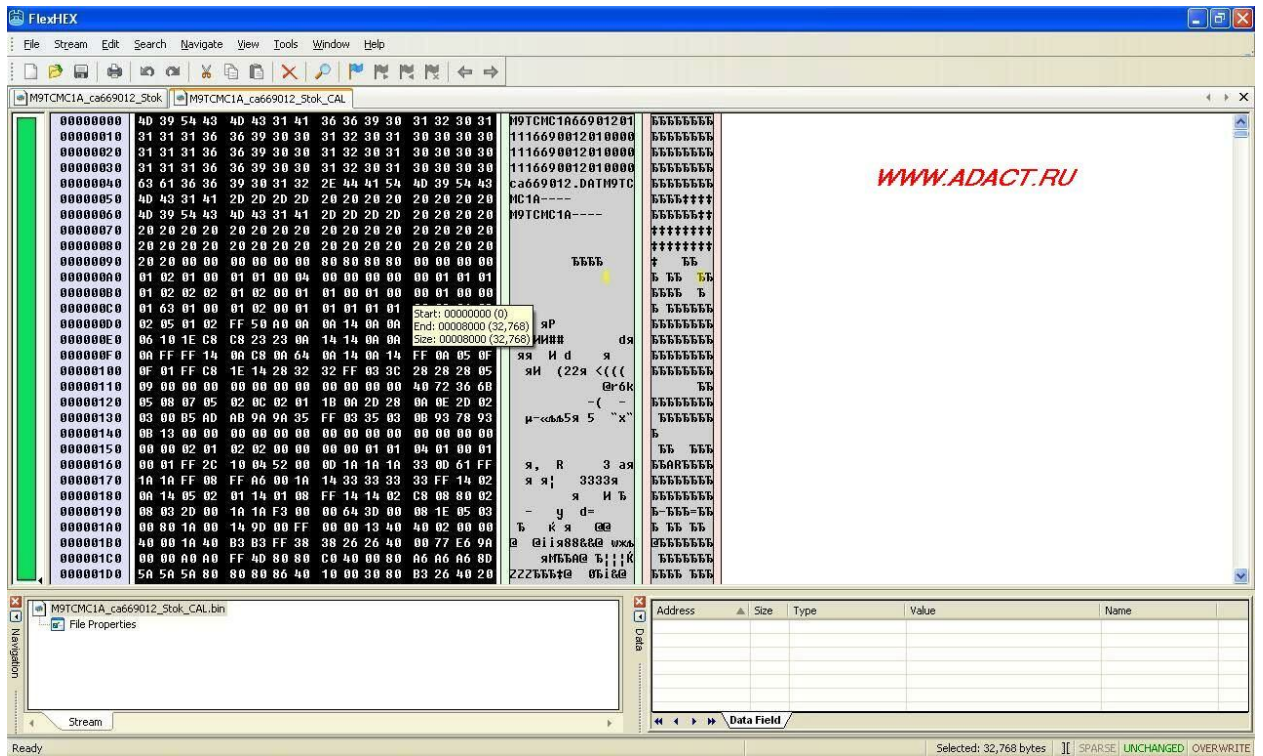 FlexHEX
File Stream Edit Search Navigate View Tools Window Help
M9TCMC1A_ca669012_Stok M9TCMC1A_ca669012_Stok_CAL
00000000 4D 39 54 43 4D 43 31 41 36 36 39 30 31 32 30 31 M9TCMC1A66901201
00000010 31 31 31 36 36 39 30 30 31 32 30 31 30 30 30 30 1116690012010000
00000020 31 31 31 36 36 39 30 30 31 32 30 31 30 30 30 30 1116690012010000
00000030 31 31 31 36 36 39 30 30 31 32 30 31 30 30 30 30 1116690012010000
00000040 63 61 36 36 39 30 31 32 2E 44 41 54 4D 39 54 43 ca669012.DATM9TC
00000050 4D 43 31 41 2D 2D 2D 2D 20 20 20 20 20 20 20 20 MC1A----
00000060 4D 39 54 43 4D 43 31 41 2D 2D 2D 2D 20 20 20 20 M9TCMC1A----
00000070 20 20 20 20 20 20 20 20 20 20 20 20 20 20 20 20
00000080 20 20 20 20 20 20 20 20 20 20 20 20 20 20 20 20
00000090 20 20 00 00 00 00 00 00 80 80 80 80 00 00 00 00 ЂЂЂЂ
000000A0 01 02 01 00 01 01 00 04 00 00 00 00 00 01 01 01
000000B0 01 02 02 02 01 02 00 01 01 00 01 00 00 01 00 00
000000C0 01 63 01 00 01 02 00 01 01 01 01 01
000000D0 02 05 01 02 FF 50 A0 0A 0A 14 0A 0A яP
000000E0 06 10 1E C8 C8 23 23 0A 14 14 0A 0A ИИ## dя
000000F0 0A FF FF 14 0A C8 0A 64 0A 14 0A 14 FF 0A 05 0F яя И d я
00000100 0F 01 FF C8 1E 14 28 32 32 FF 03 3C 28 28 28 05 яИ (22я <(((
00000110 09 00 00 00 00 00 00 00 00 00 00 00 40 72 36 6B @r6k
00000120 05 08 07 05 02 0C 02 01 1B 0A 2D 28 0A 0E 2D 02 -( -
00000130 03 00 B5 AD AB 9A 9A 35 FF 03 35 03 0B 93 78 93 µ-«љљ5я 5 “x“
00000140 0B 13 00 00 00 00 00 00 00 00 00 00 00 00 00 00
00000150 00 00 02 01 02 02 00 00 00 00 01 01 04 01 00 01
00000160 00 01 FF 2C 10 04 52 00 0D 1A 1A 1A 33 0D 61 FF я, R 3 aя
00000170 1A 1A FF 08 FF A6 00 1A 14 33 33 33 33 FF 14 02 я я¦ 3333я
00000180 0A 14 05 02 01 14 01 08 FF 14 14 02 C8 08 80 02 я И Ђ
00000190 08 03 2D 00 1A 1A F3 00 00 64 3D 00 08 1E 05 03 - у d=
000001A0 00 80 1A 00 14 9D 00 FF 00 00 13 40 40 02 00 00 Ђ ќ я @@
000001B0 40 00 1A 40 B3 B3 FF 38 38 26 26 40 00 77 E6 9A @ @іія88&&@ wжљ
000001C0 00 00 A0 A0 FF 4D 80 80 C0 40 00 80 A6 A6 A6 8D яMЂЂА@ Ђ¦¦¦Ќ
000001D0 5A 5A 5A 80 80 80 86 40 10 00 30 80 B3 26 40 20 ZZZЂЂЂ†@ 0Ђі&@
Start: 00000000 (0)
End: 00008000 (32,768)
Size: 00008000 (32,768)
WWW.ADACT.RU
Navigation
M9TCMC1A_ca669012_Stok_CAL.bin
File Properties
Stream
Data
Address Size Type Value Name
Data Field
Ready
Selected: 32,768 bytes SPARSE UNCHANGED OVERWRITE